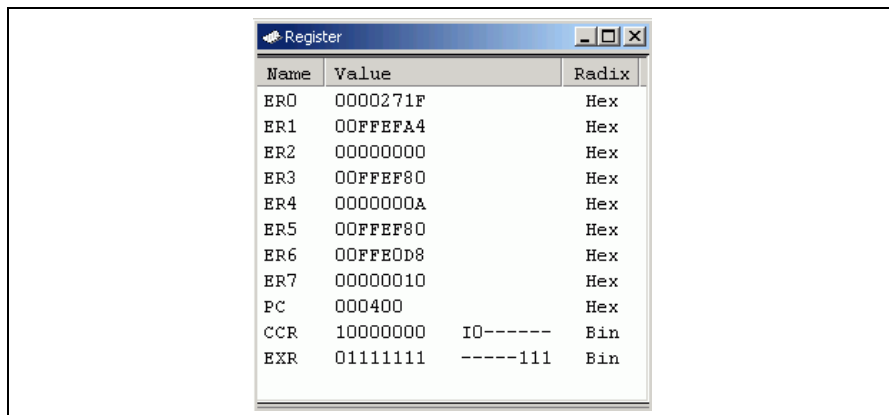 Register
Name Value Radix
ER0 0000271F Hex
ER1 00FFEFA4 Hex
ER2 00000000 Hex
ER3 00FFEF80 Hex
ER4 0000000A Hex
ER5 00FFEF80 Hex
ER6 00FFE0D8 Hex
ER7 00000010 Hex
PC 000400 Hex
CCR 10000000 I0------ Bin
EXR 01111111 -----111 Bin